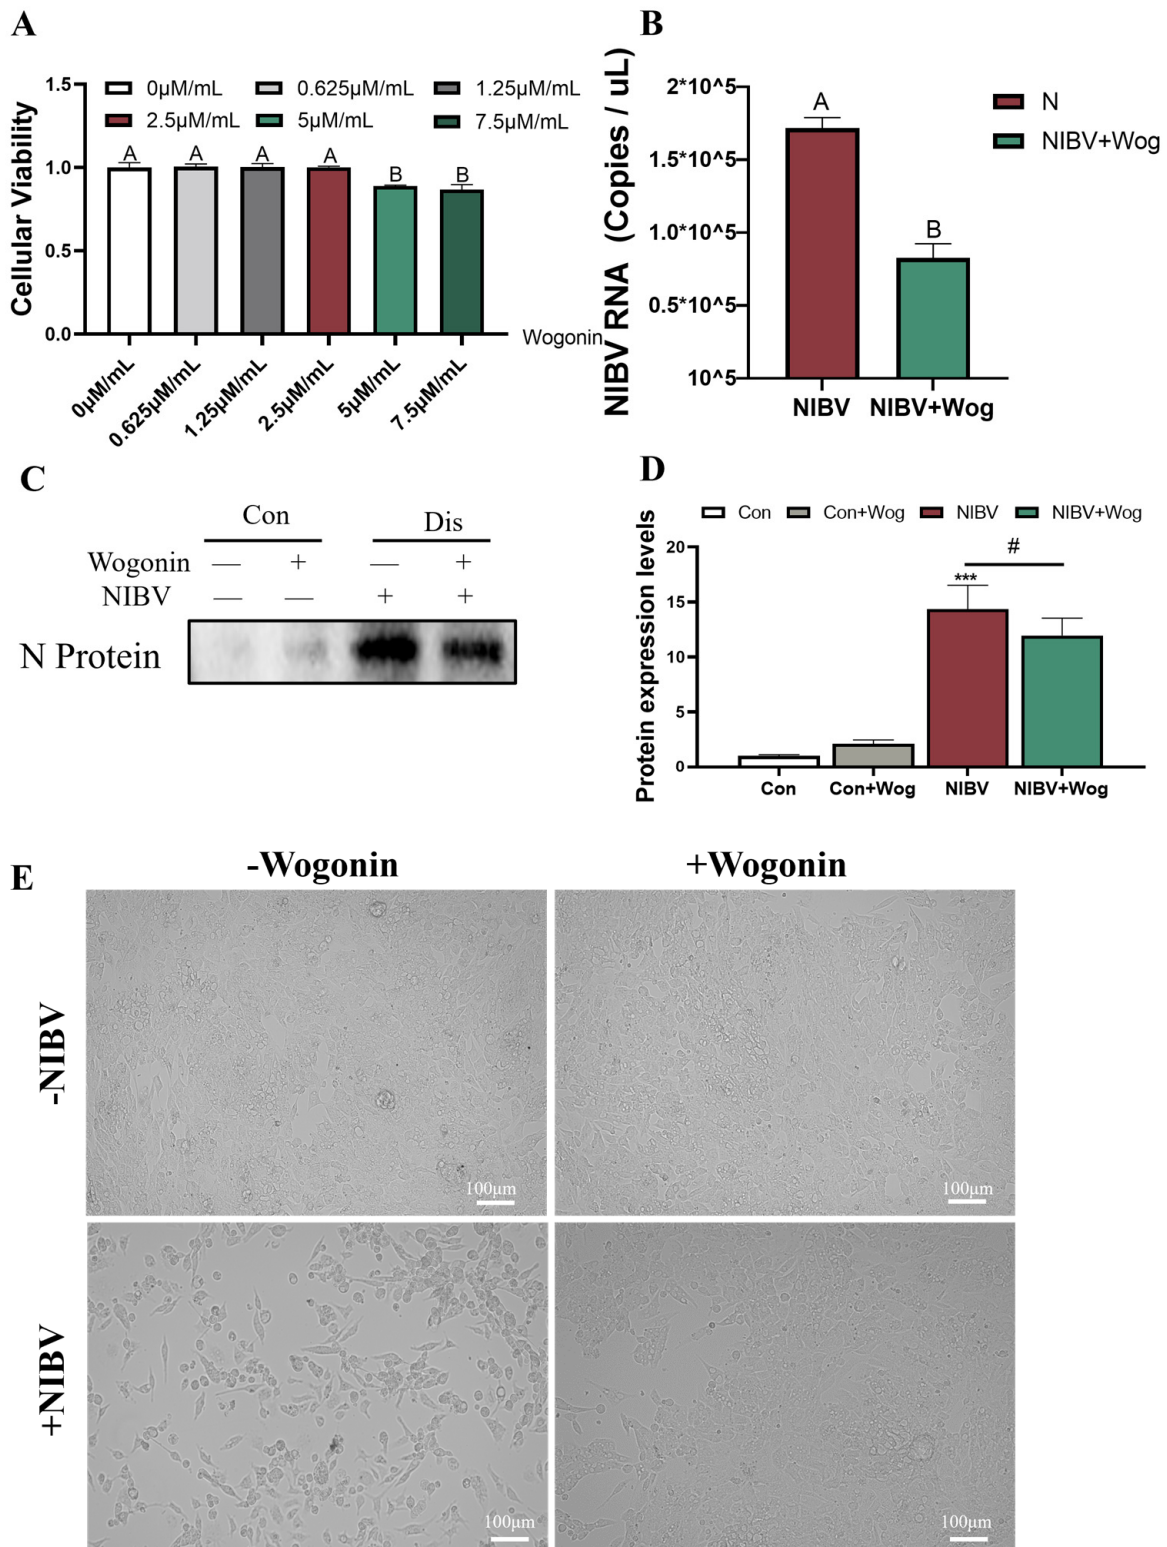 A
1.5
1.0
0.5
0.0
Cellular Viability
0μM/mL
0.625μM/mL
1.25μM/mL
2.5μM/mL
5μM/mL
7.5μM/mL
A
A
A
A
B
B
Wogonin
0μM/mL
0.625μM/mL
1.25μM/mL
2.5μM/mL
5μM/mL
7.5μM/mL
B
NIBV RNA (Copies / uL)
2*10^5
1.5*10^5
1.0*10^5
0.5*10^5
10^5
A
B
N
NIBV+Wog
NIBV
NIBV+Wog
C
Con
Dis
Wogonin — + — +
NIBV — — + +
N Protein
D
Con
Con+Wog
NIBV
NIBV+Wog
Protein expression levels
20
15
10
5
0
***
#
Con
Con+Wog
NIBV
NIBV+Wog
E
-Wogonin
+Wogonin
-NIBV
100μm
100μm
+NIBV
100μm
100μm